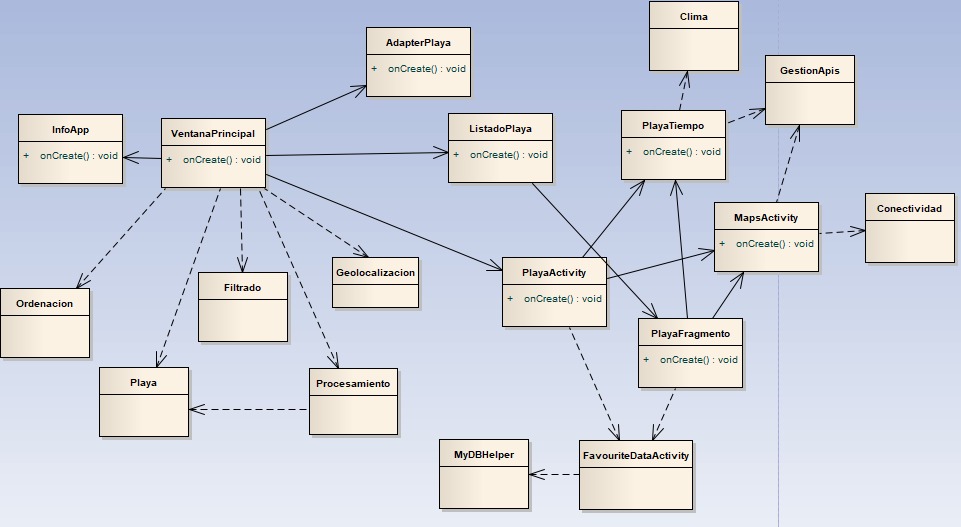 Clima
AdapterPlaya
+ onCreate() : void
GestionApis
InfoApp
+ onCreate() : void
VentanaPrincipal
+ onCreate() : void
ListadoPlaya
+ onCreate() : void
PlayaTiempo
+ onCreate() : void
MapsActivity
+ onCreate() : void
Conectividad
Geolocalizacion
PlayaActivity
+ onCreate() : void
Filtrado
Ordenacion
PlayaFragmento
+ onCreate() : void
Playa
Procesamiento
MyDBHelper
FavouriteDataActivity